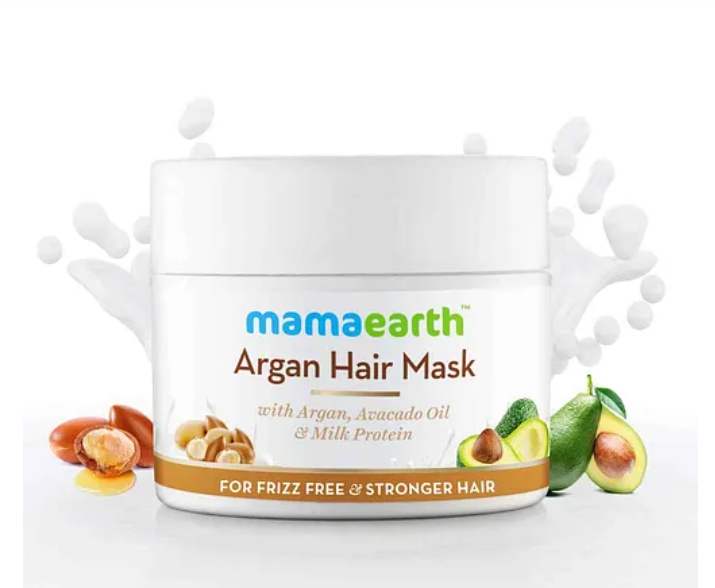 mamaearth™
Argan Hair Mask
with Argan, Avacado Oil
& Milk Protein
FOR FRIZZ FREE & STRONGER HAIR